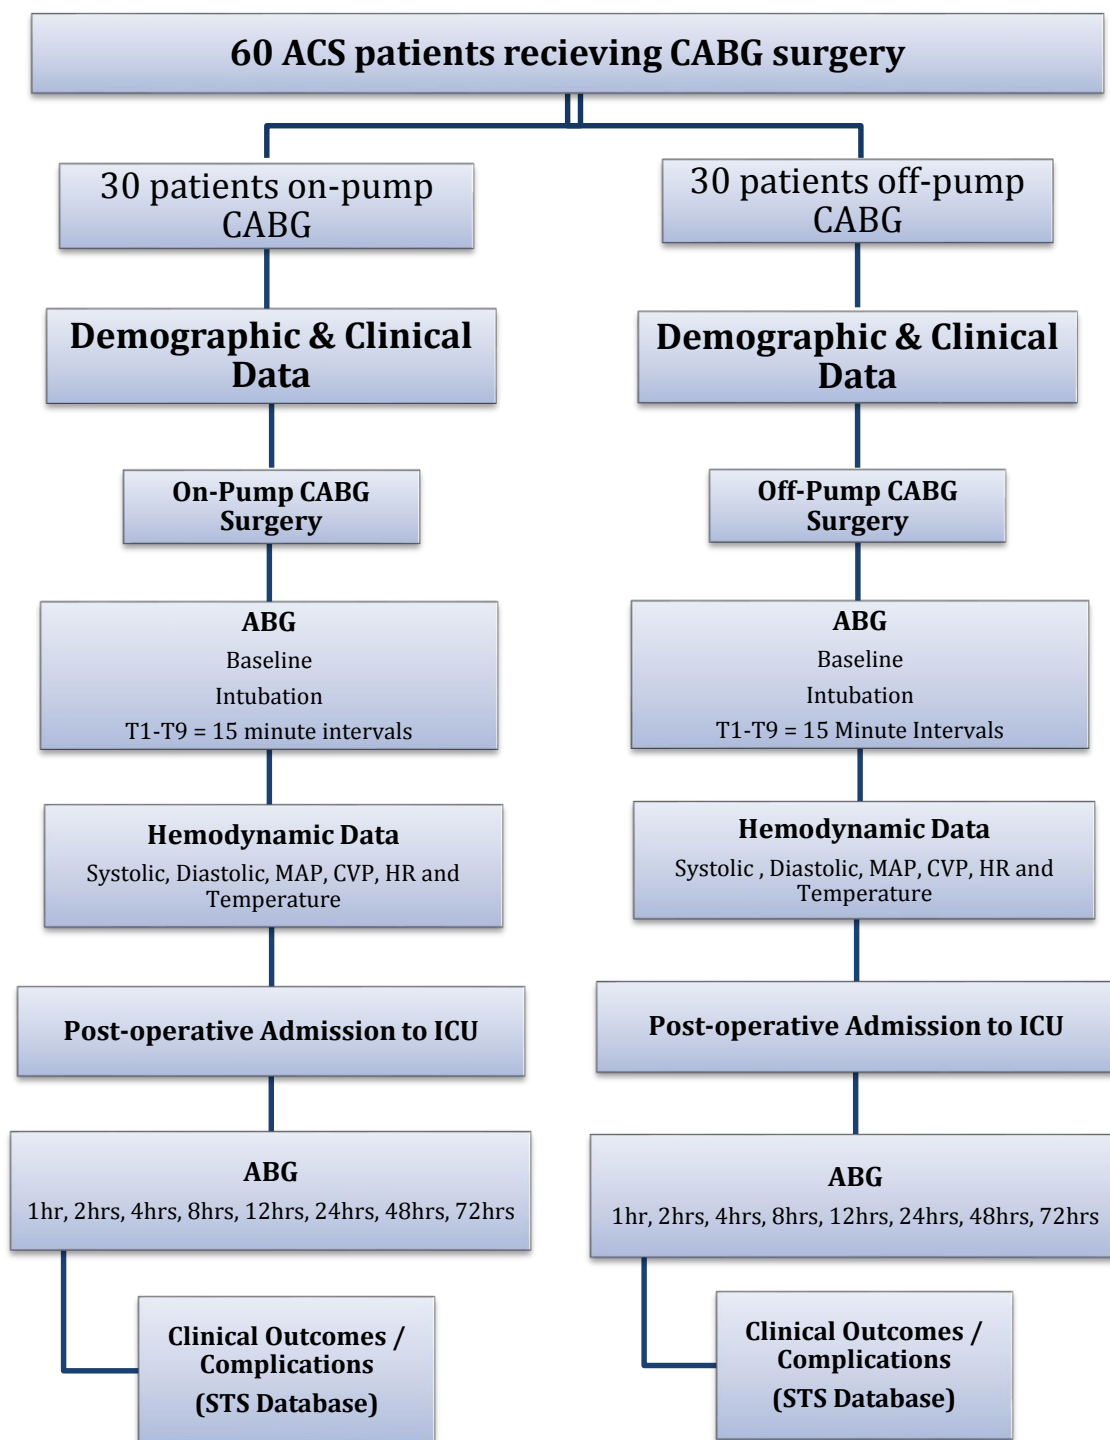 60 ACS patients recieving CABG surgery
30 patients on-pump
CABG
30 patients off-pump
CABG
Demographic & Clinical
Data
Demographic & Clinical
Data
On-Pump CABG
Surgery
Off-Pump CABG
Surgery
ABG
Baseline
Intubation
T1-T9 = 15 minute intervals
ABG
Baseline
Intubation
T1-T9 = 15 Minute Intervals
Hemodynamic Data
Systolic, Diastolic, MAP, CVP, HR and
Temperature
Hemodynamic Data
Systolic , Diastolic, MAP, CVP, HR and
Temperature
Post-operative Admission to ICU
Post-operative Admission to ICU
ABG
1hr, 2hrs, 4hrs, 8hrs, 12hrs, 24hrs, 48hrs, 72hrs
ABG
1hr, 2hrs, 4hrs, 8hrs, 12hrs, 24hrs, 48hrs, 72hrs
Clinical Outcomes /
Complications
(STS Database)
Clinical Outcomes /
Complications
(STS Database)